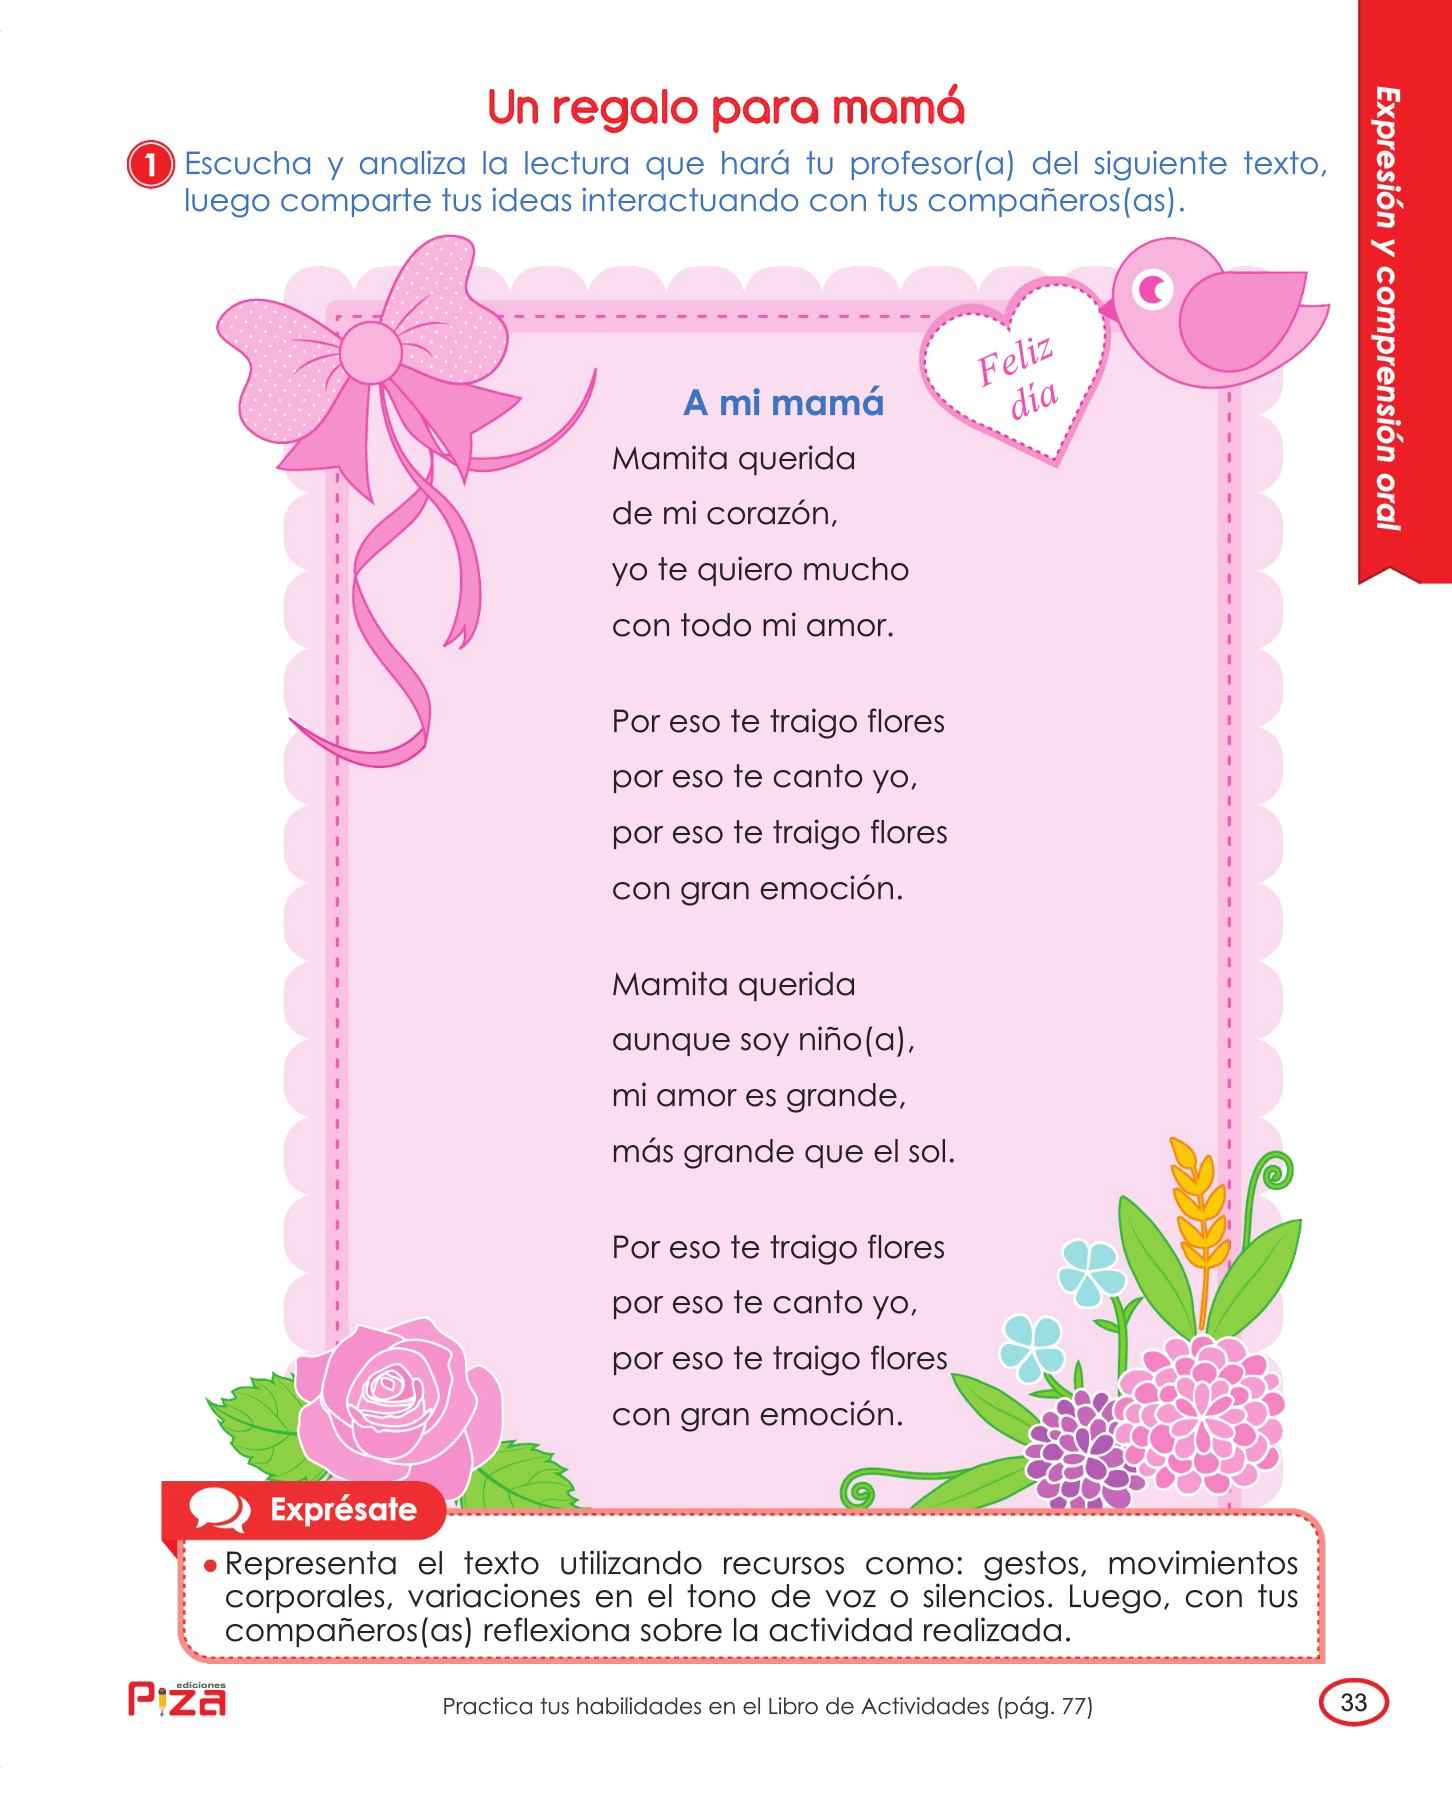 Expresión y comprensión oral
Un regalo para mamá
1 Escucha y analiza la lectura que hará tu profesor(a) del siguiente texto,
luego comparte tus ideas interactuando con tus compañeros(as).
Feliz
día
A mi mamá
Mamita querida
de mi corazón,
yo te quiero mucho
con todo mi amor.
Por eso te traigo flores
por eso te canto yo,
por eso te traigo flores
con gran emoción.
Mamita querida
aunque soy niño(a),
mi amor es grande,
más grande que el sol.
Por eso te traigo flores
por eso te canto yo,
por eso te traigo flores
con gran emoción.
Exprésate
• Representa el texto utilizando recursos como: gestos, movimientos
corporales, variaciones en el tono de voz o silencios. Luego, con tus
compañeros(as) reflexiona sobre la actividad realizada.
ediciones
Piza
Practica tus habilidades en el Libro de Actividades (pág. 77)
33